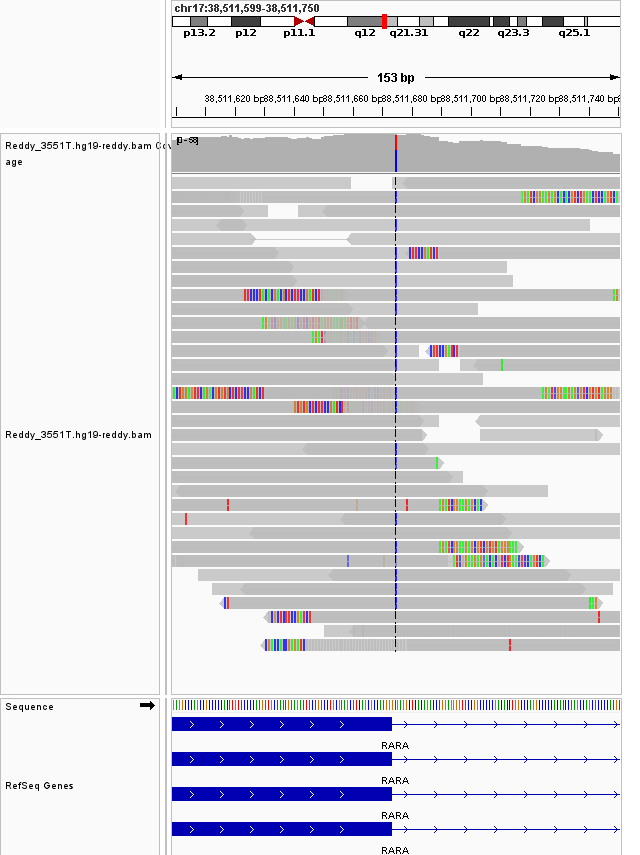 chr17:38,511,599-38,511,750
p13.2 p12 p11.1 q12 q21.31 q22 q23.3 q25.1
153 bp
38,511,620 bp 38,511,640 bp 38,511,660 bp 38,511,680 bp 38,511,700 bp 38,511,720 bp 38,511,740 bp
Reddy_3551T.hg19-reddy.bam Cov
age
Reddy_3551T.hg19-reddy.bam
Sequence
RARA
RARA
RefSeq Genes
RARA
RARA